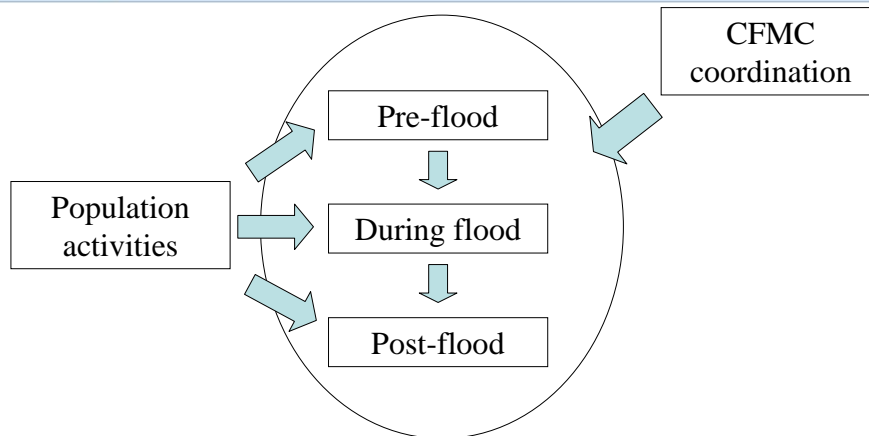 CFMC
coordination
Pre-flood
Population
activities
During flood
Post-flood